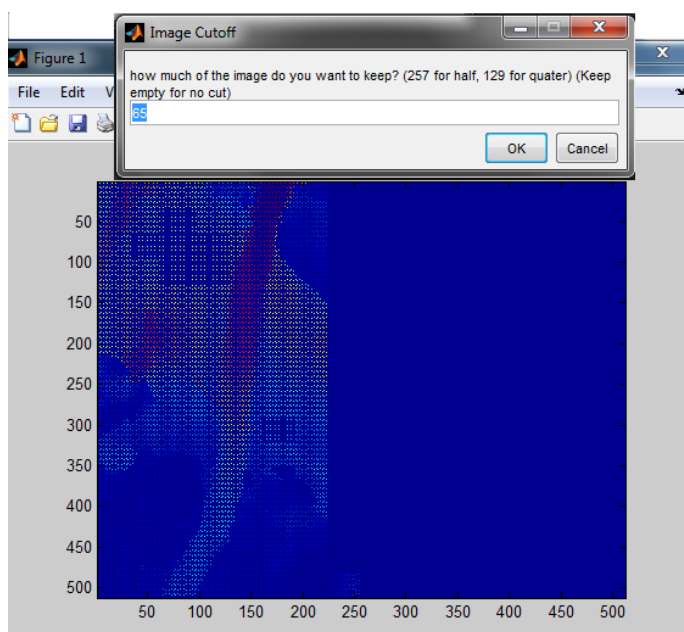 Image Cutoff
Figure 1
how much of the image do you want to keep? (257 for half, 129 for quater) (Keep
empty for no cut)
File Edit V
65
OK Cancel
50
100
150
200
250
300
350
400
450
500
50 100 150 200 250 300 350 400 450 500